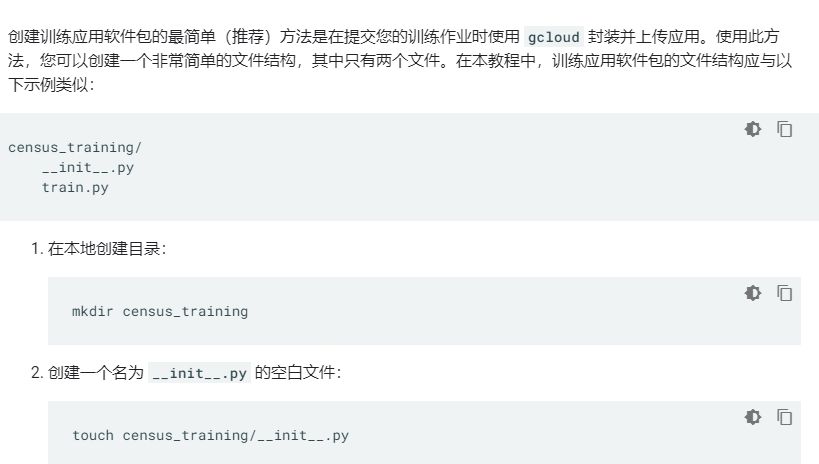 创建训练应用软件包的最简单（推荐）方法是在提交您的训练作业时使用 gcloud 封装并上传应用。使用此方
法，您可以创建一个非常简单的文件结构，其中只有两个文件。在本教程中，训练应用软件包的文件结构应与以
下示例类似：
census_training/
    __init__.py
    train.py
1. 在本地创建目录：
mkdir census_training
2. 创建一个名为 __init__.py 的空白文件：
touch census_training/__init__.py